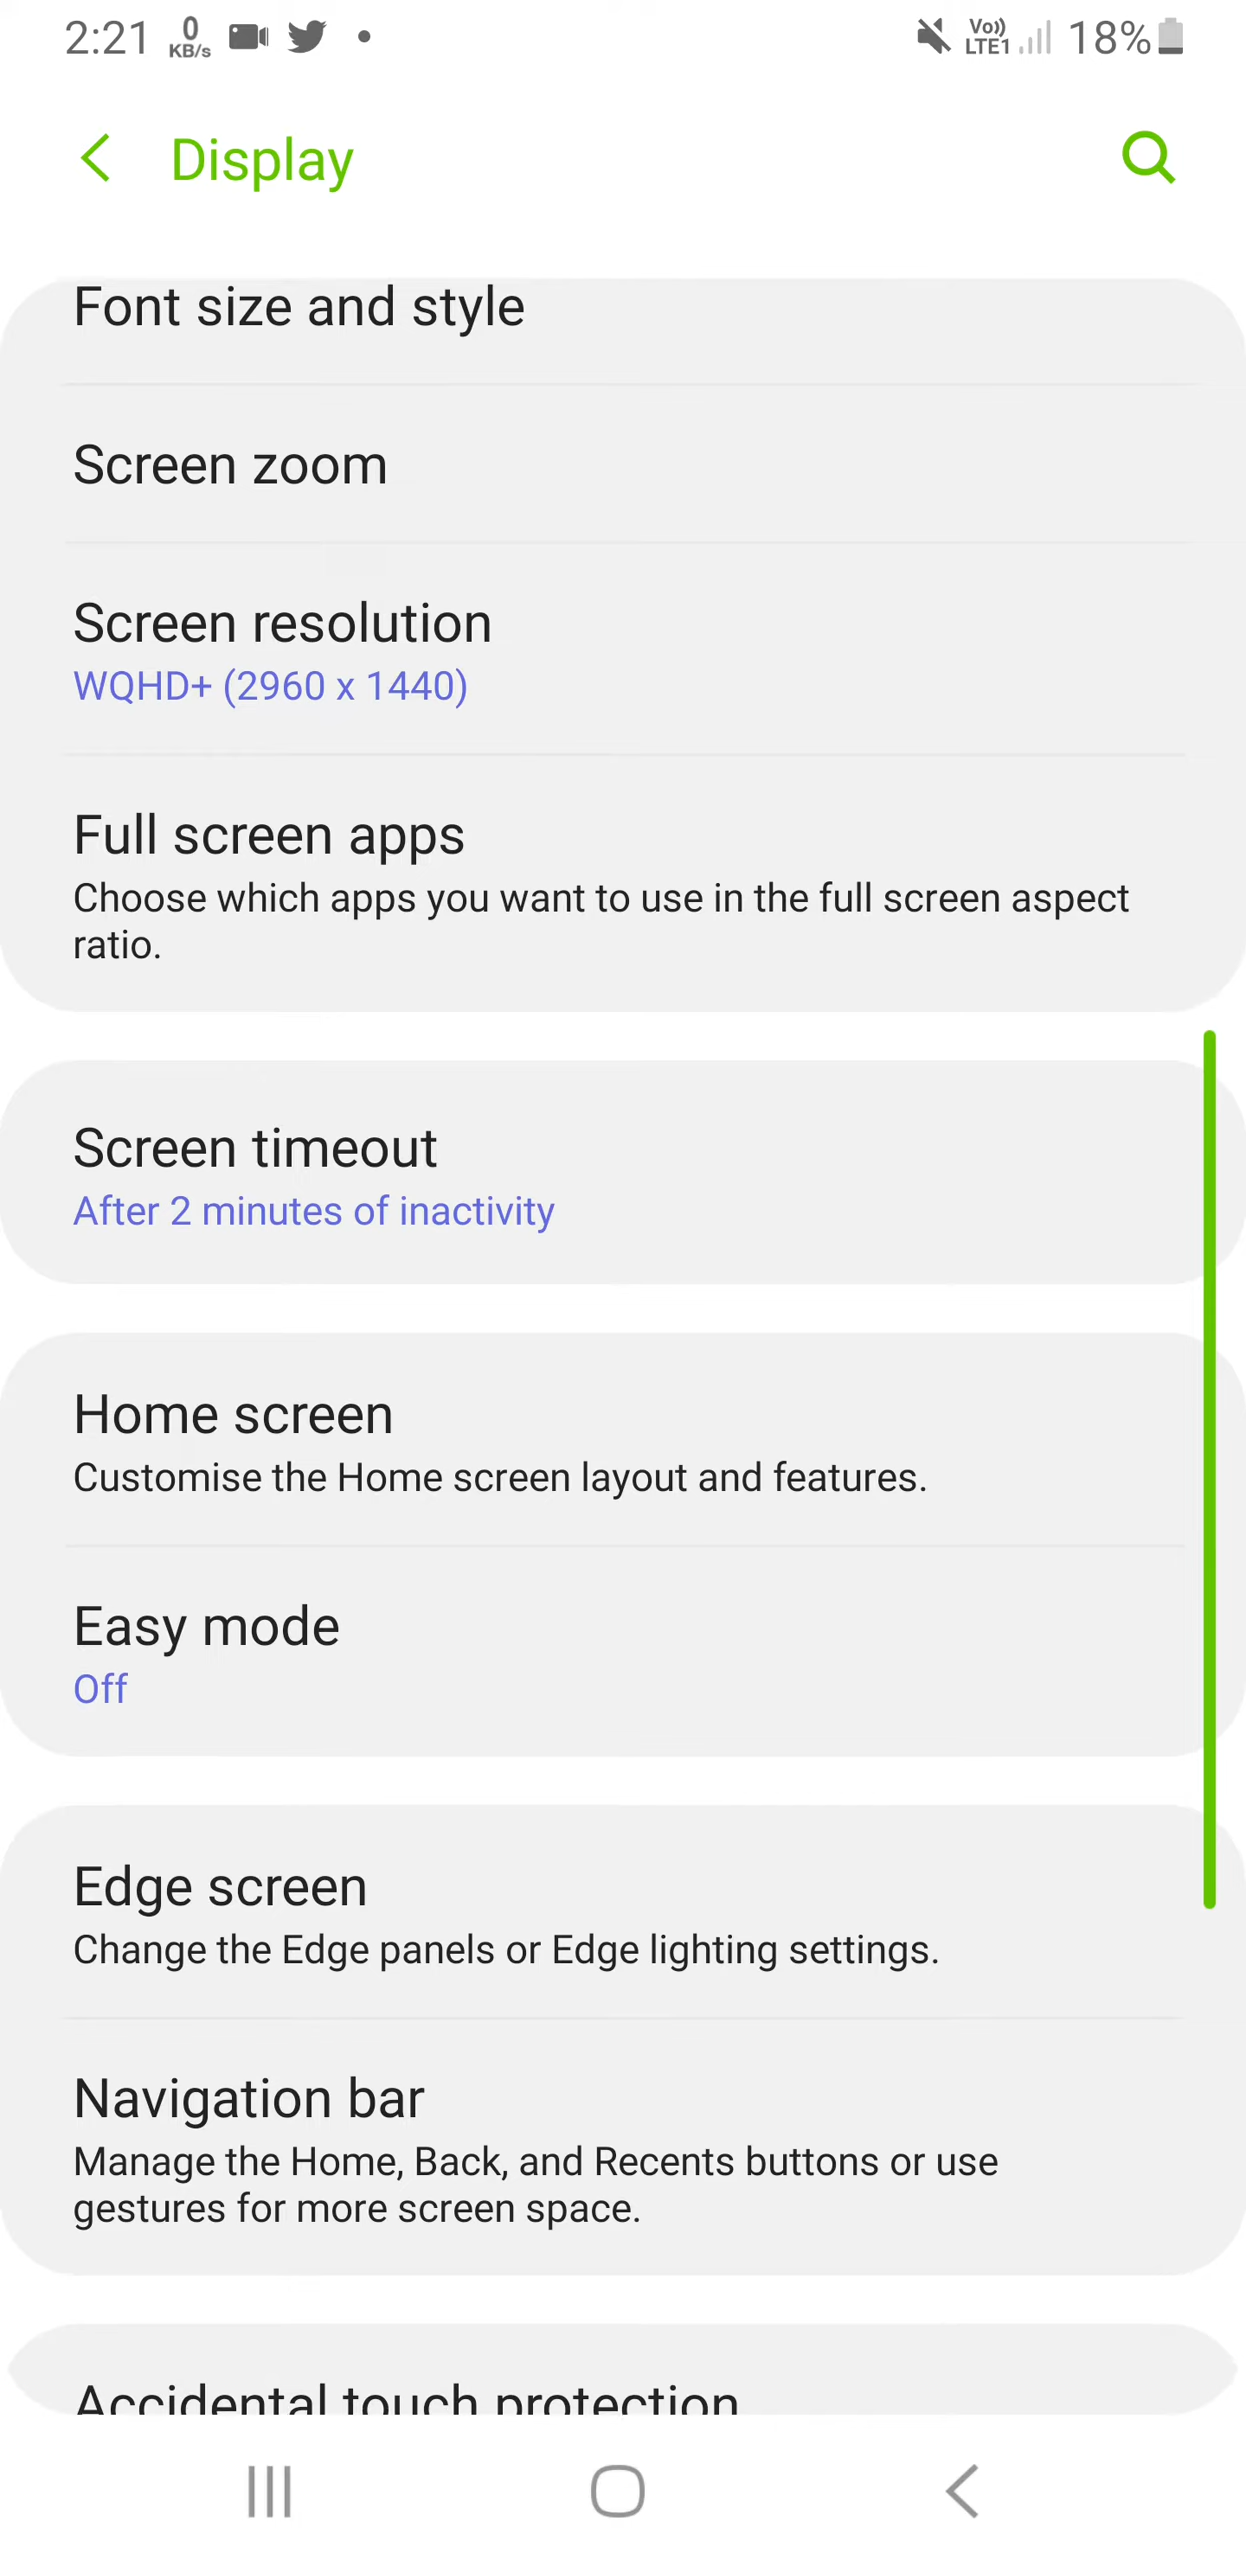 2:21 0 KB/s Vo)) LTE1 18%
Display
Font size and style
Screen zoom
Screen resolution
WQHD+ (2960 x 1440)
Full screen apps
Choose which apps you want to use in the full screen aspect
ratio.
Screen timeout
After 2 minutes of inactivity
Home screen
Customise the Home screen layout and features.
Easy mode
Off
Edge screen
Change the Edge panels or Edge lighting settings.
Navigation bar
Manage the Home, Back, and Recents buttons or use
gestures for more screen space.
Accidental touch protection